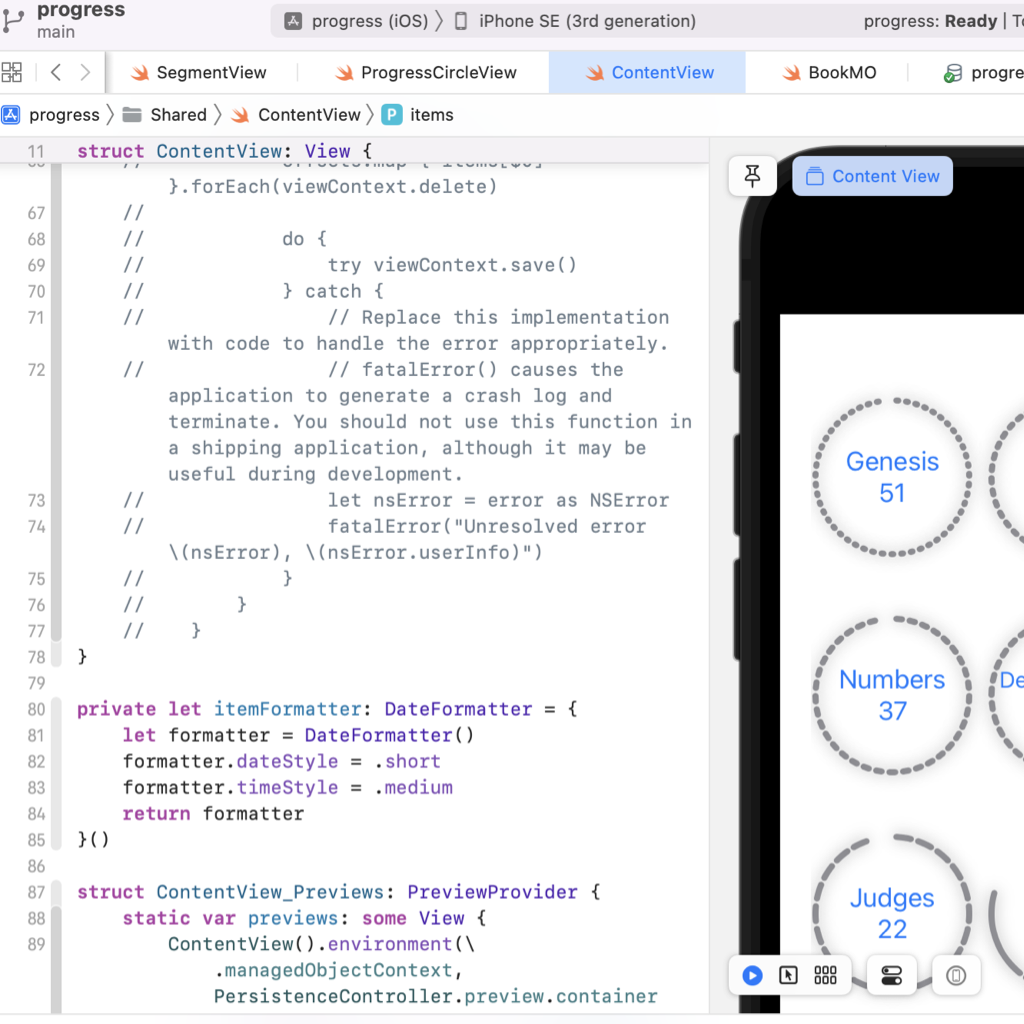 progress
main
progress (iOS)
iPhone SE (3rd generation)
progress: Ready |
SegmentView
ProgressCircleView
ContentView
BookMO
progre
progress
Shared
ContentView
P
items
11 struct ContentView: View {
}.forEach(viewContext.delete)
67 //
68 // do {
69 // try viewContext.save()
70 // } catch {
71 // // Replace this implementation
with code to handle the error appropriately.
72 // // fatalError() causes the
application to generate a crash log and
terminate. You should not use this function in
a shipping application, although it may be
useful during development.
73 // let nsError = error as NSError
74 // fatalError("Unresolved error
\(nsError), \(nsError.userInfo)")
75 // }
76 // }
77 // }
78 }
79
80 private let itemFormatter: DateFormatter = {
81 let formatter = DateFormatter()
82 formatter.dateStyle = .short
83 formatter.timeStyle = .medium
84 return formatter
85 }()
86
87 struct ContentView_Previews: PreviewProvider {
88 static var previews: some View {
89 ContentView().environment(\
.managedObjectContext,
PersistenceController.preview.container
Content View
Genesis
51
Numbers
37
De
Judges
22